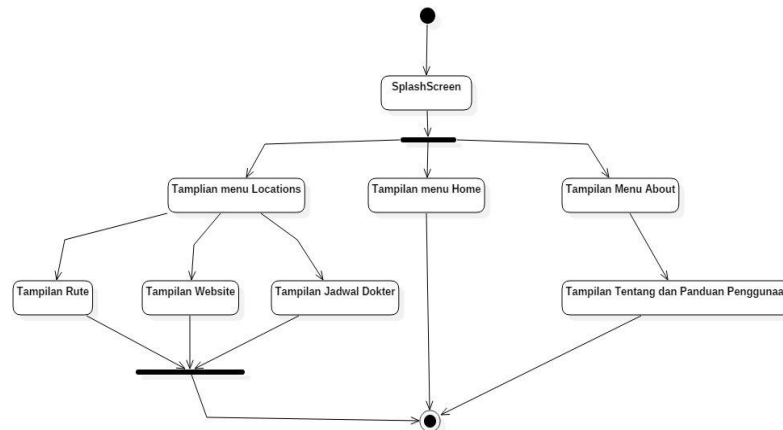 SplashScreen
Tamplian menu Locations
Tampilan menu Home
Tampilan Menu About
Tampilan Rute
Tampilan Website
Tampilan Jadwal Dokter
Tampilan Tentang dan Panduan Penggunaa